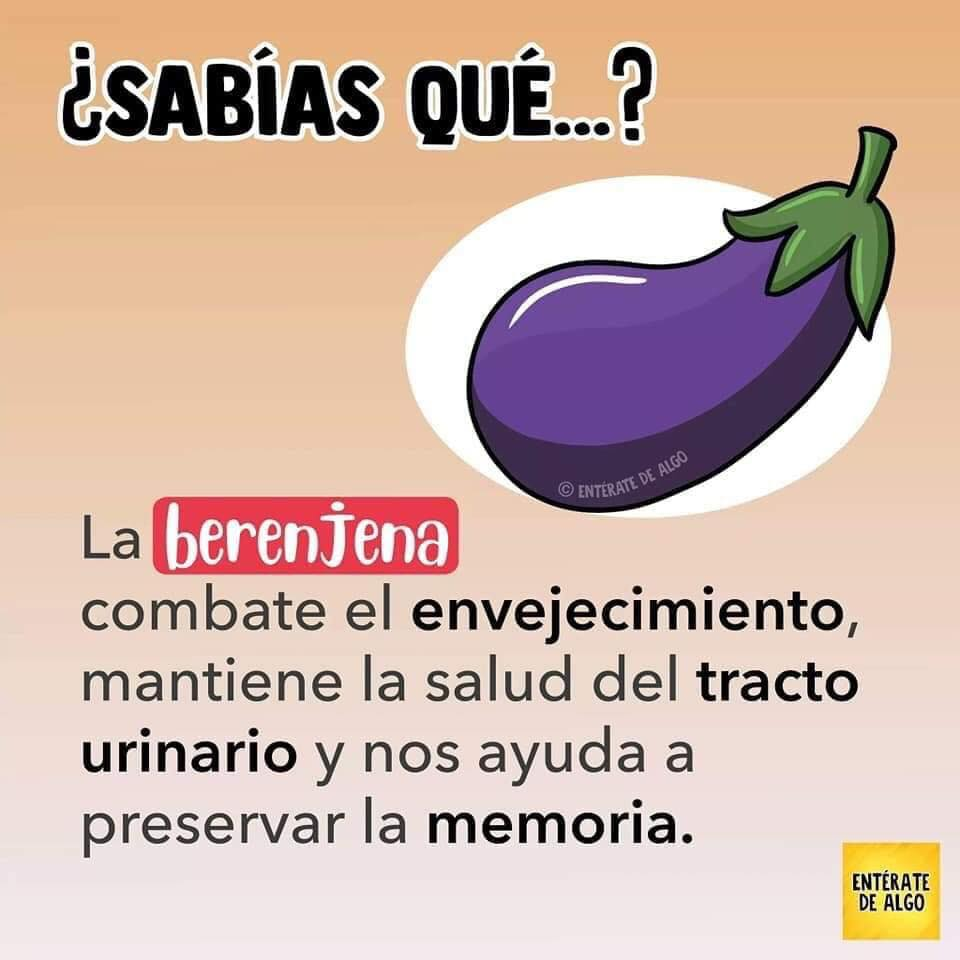 ¿SABÍAS QUÉ...?
© ENTÉRATE DE ALGO
La berenjena
combate el envejecimiento,
mantiene la salud del tracto
urinario y nos ayuda a
preservar la memoria.
ENTÉRATE
DE ALGO